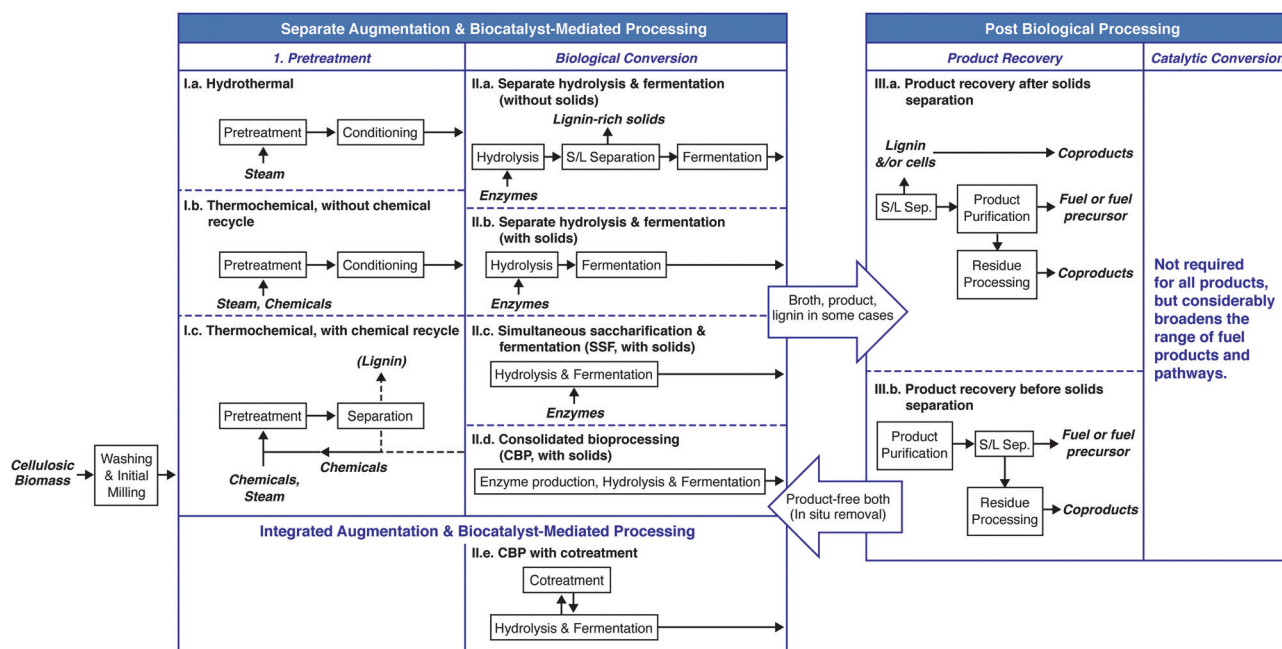 Separate Augmentation & Biocatalyst-Mediated Processing
1. Pretreatment
Biological Conversion
I.a. Hydrothermal
Pretreatment
Conditioning
Steam
I.b. Thermochemical, without chemical
recycle
Pretreatment
Conditioning
Steam, Chemicals
I.c. Thermochemical, with chemical recycle
(Lignin)
Pretreatment
Separation
Chemicals
Chemicals,
Steam
Cellulosic
Biomass
Washing
& Initial
Milling
II.a. Separate hydrolysis & fermentation
(without solids)
Lignin-rich solids
Hydrolysis
S/L Separation
Fermentation
Enzymes
II.b. Separate hydrolysis & fermentation
(with solids)
Hydrolysis
Fermentation
Enzymes
II.c. Simultaneous saccharification &
fermentation (SSF, with solids)
Hydrolysis & Fermentation
Enzymes
II.d. Consolidated bioprocessing
(CBP, with solids)
Enzyme production, Hydrolysis & Fermentation
Integrated Augmentation & Biocatalyst-Mediated Processing
II.e. CBP with cotreatment
Cotreatment
Hydrolysis & Fermentation
Broth, product,
lignin in some cases
Product-free both
(In situ removal)
Post Biological Processing
Product Recovery
Catalytic Conversion
III.a. Product recovery after solids
separation
Lignin
&/or cells
Coproducts
S/L Sep.
Product
Purification
Fuel or fuel
precursor
Residue
Processing
Coproducts
III.b. Product recovery before solids
separation
Product
Purification
S/L Sep.
Fuel or fuel
precursor
Residue
Processing
Coproducts
Not required
for all products,
but considerably
broadens the
range of fuel
products and
pathways.